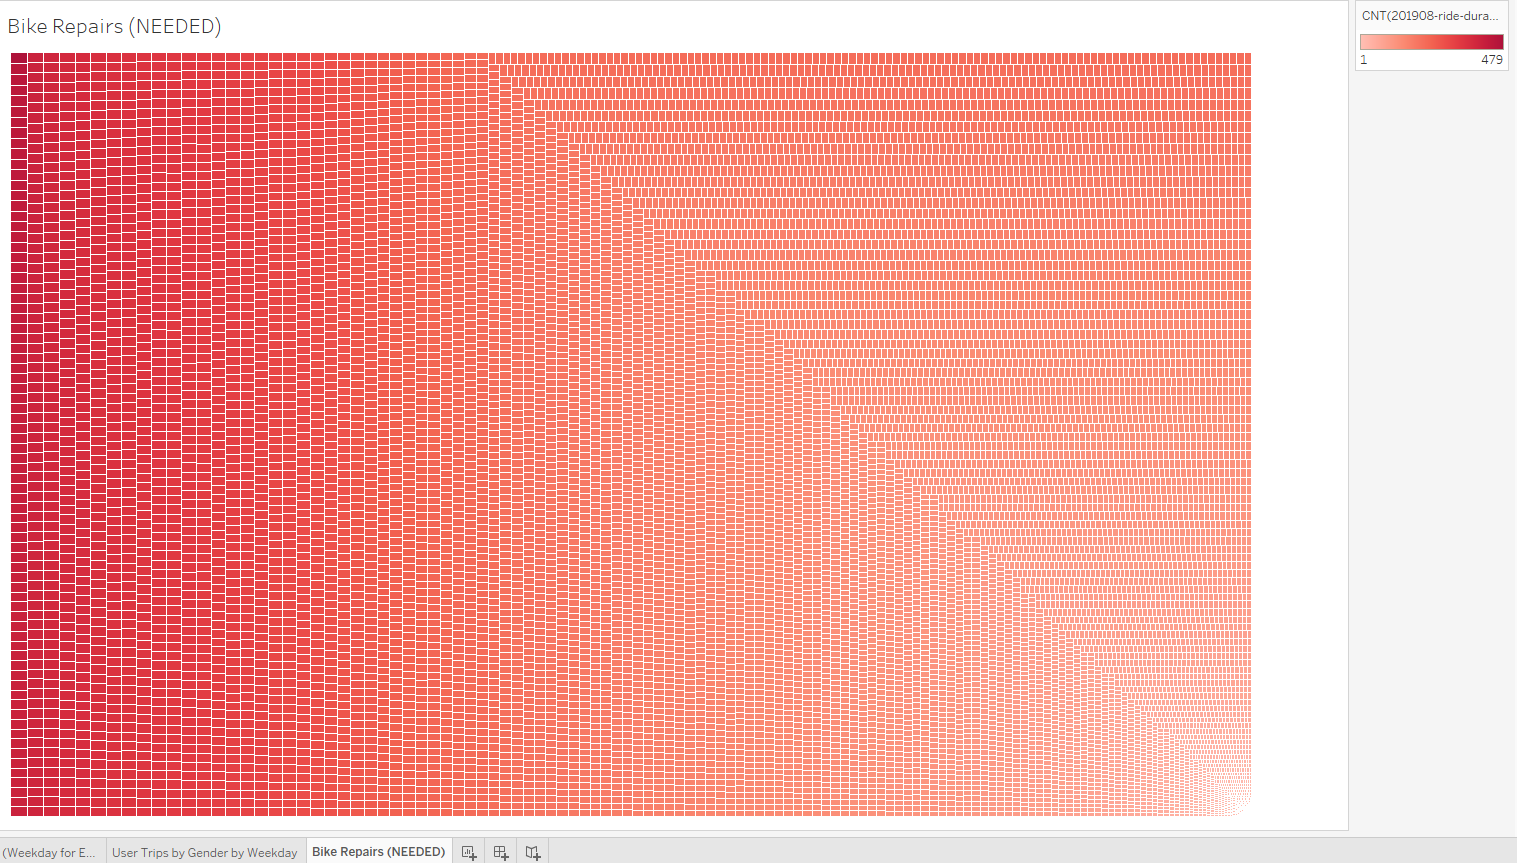 Bike Repairs (NEEDED)
CNT(201908-ride-dura...
1 479
(Weekday for E... User Trips by Gender by Weekday Bike Repairs (NEEDED)